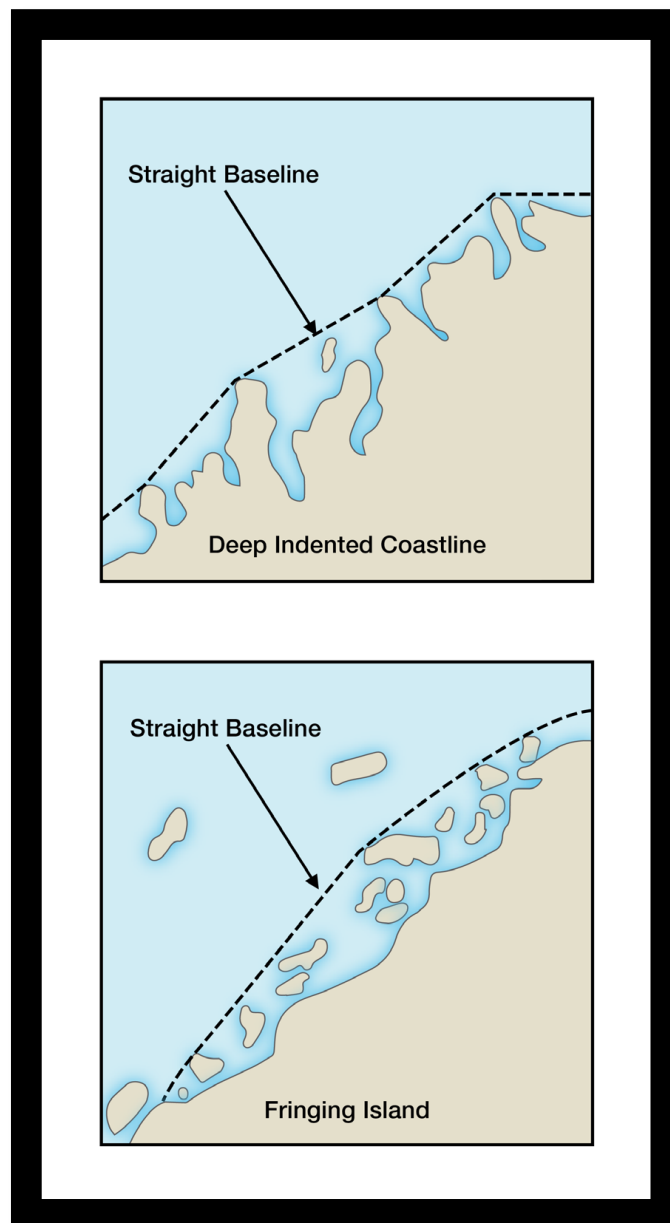 Straight Baseline
Deep Indented Coastline
Straight Baseline
Fringing Island